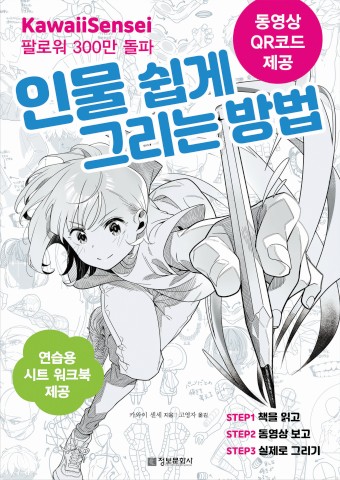 KawaiiSensei
팔로워 300만 돌파
동영상
QR코드
제공
인물 쉽게
그리는 방법
연습용
시트 워크북
제공
카와이 센세 지음 · 고영자 옮김
STEP1 책을 읽고
STEP2 동영상 보고
STEP3 실제로 그리기
정보문화사